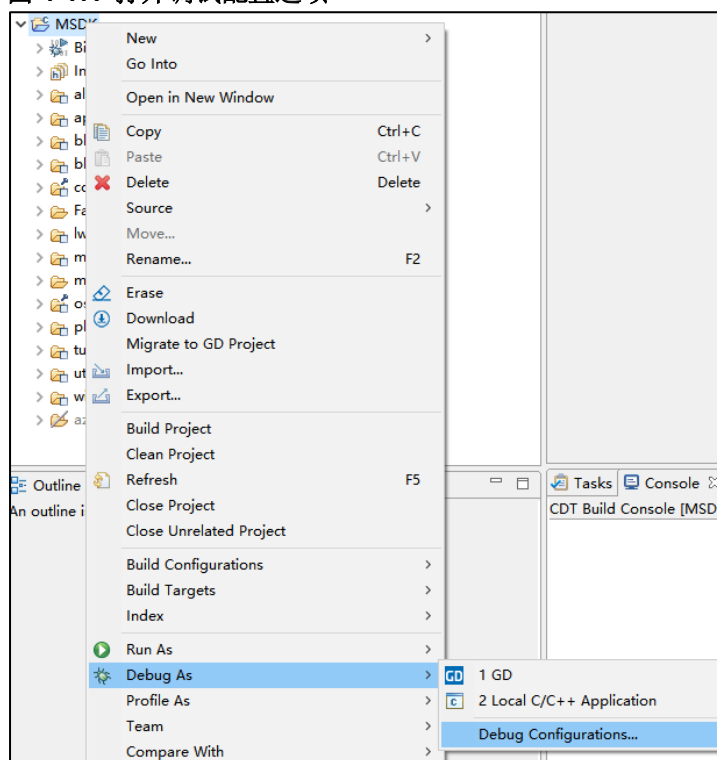 MSDK
Bi
In
al
ap
bl
bl
co
Fa
lw
m
m
os
pl
tu
ut
w
az
New
Go Into
Open in New Window
Copy Ctrl+C
Paste Ctrl+V
Delete Delete
Source
Move...
Rename... F2
Erase
Download
Migrate to GD Project
Import...
Export...
Build Project
Clean Project
Refresh F5
Close Project
Close Unrelated Project
Build Configurations
Build Targets
Index
Run As
Debug As
Profile As
Team
Compare With
GD 1 GD
c 2 Local C/C++ Application
Debug Configurations...
Outline
An outline i
Tasks Console
CDT Build Console [MSD